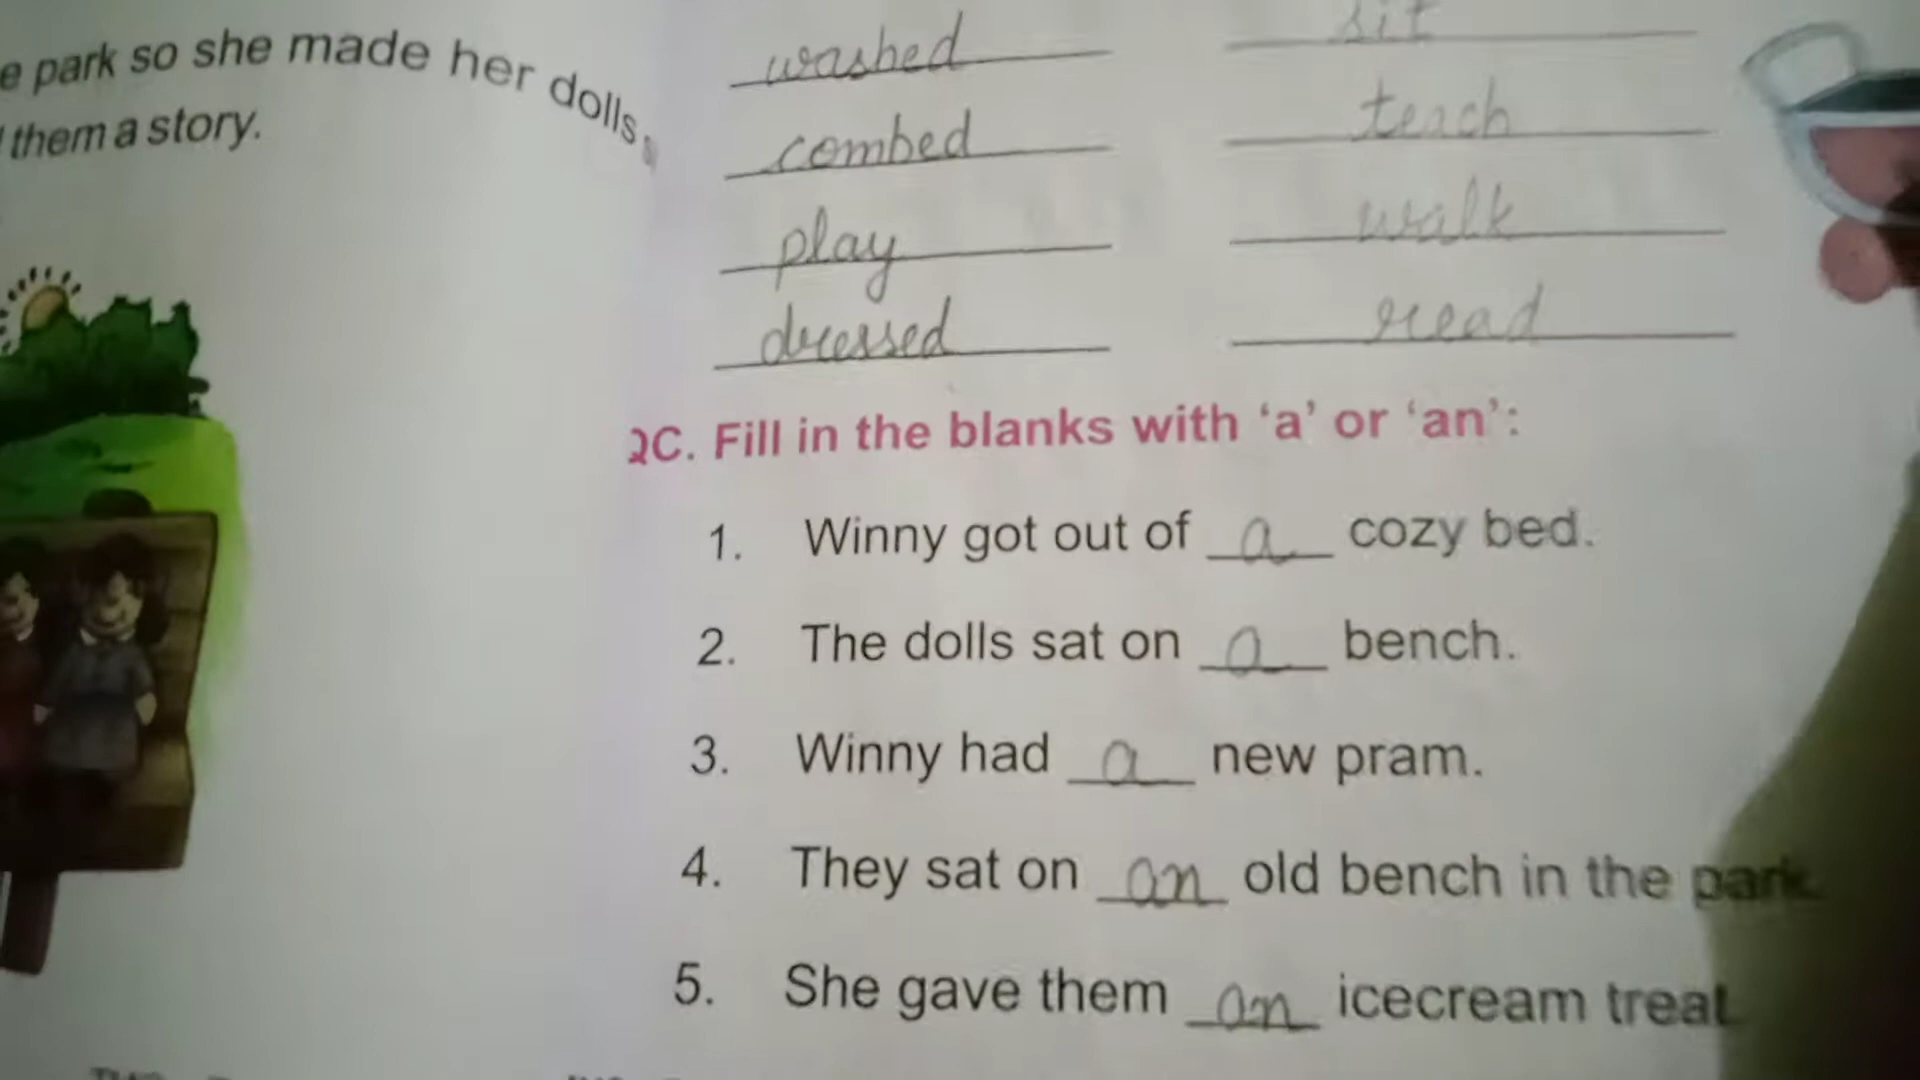 e park so she made her dolls,
them a story.
washed sit
combed teach
play walk
dressed read
QC. Fill in the blanks with ‘a’ or ‘an’:
1. Winny got out of a cozy bed.
2. The dolls sat on a bench.
3. Winny had a new pram.
4. They sat on an old bench in the park.
5. She gave them an icecream treat